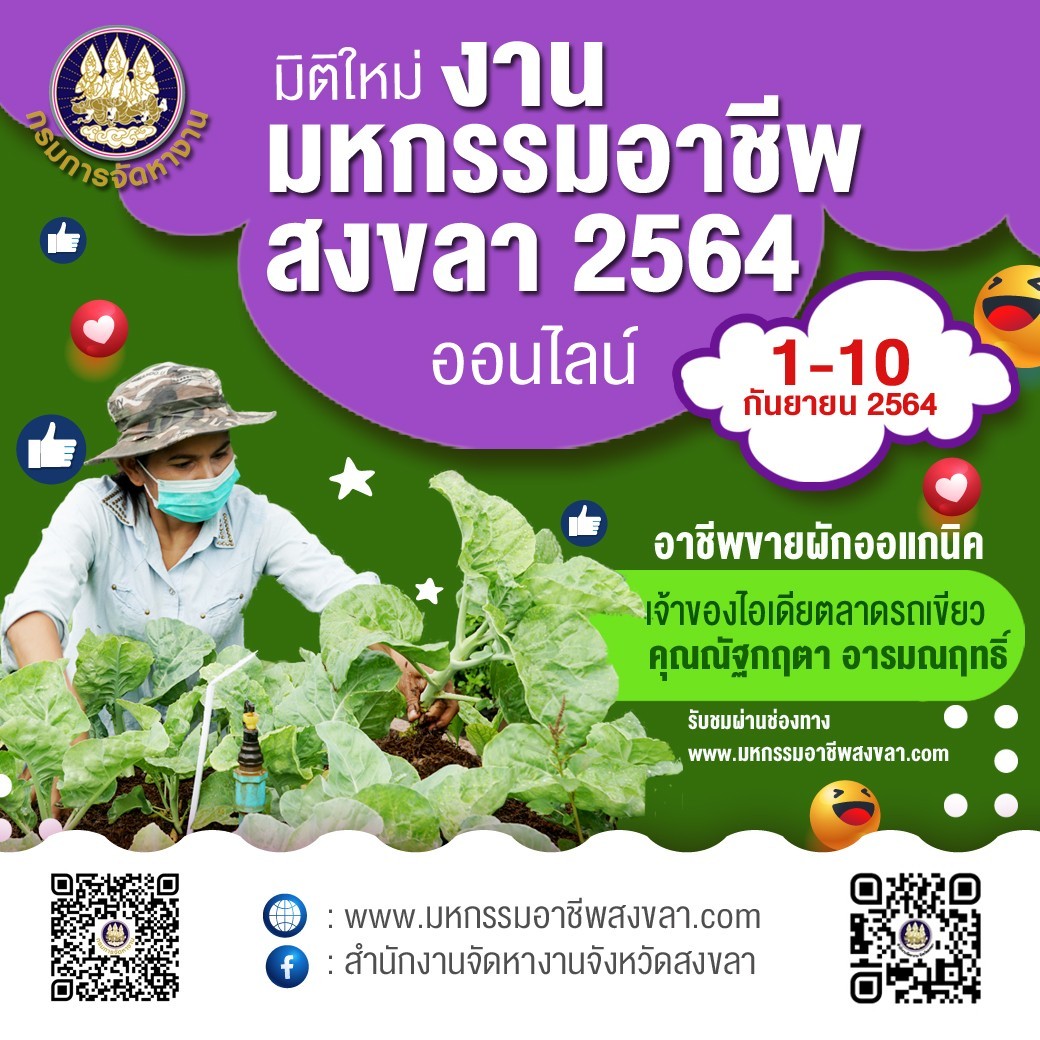 กรมการจัดหางาน
มิติใหม่ งาน
มหกรรมอาชีพ
สงขลา 2564
ออนไลน์
1-10
กันยายน 2564
อาชีพขายผักออแกนิค
เจ้าของไอเดียตลาดรถเขียว
คุณณัฐกฤตา อารมณฤทธิ์
รับชมผ่านช่องทาง
www.มหกรรมอาชีพสงขลา.com
: www.มหกรรมอาชีพสงขลา.com
: สำนักงานจัดหางานจังหวัดสงขลา